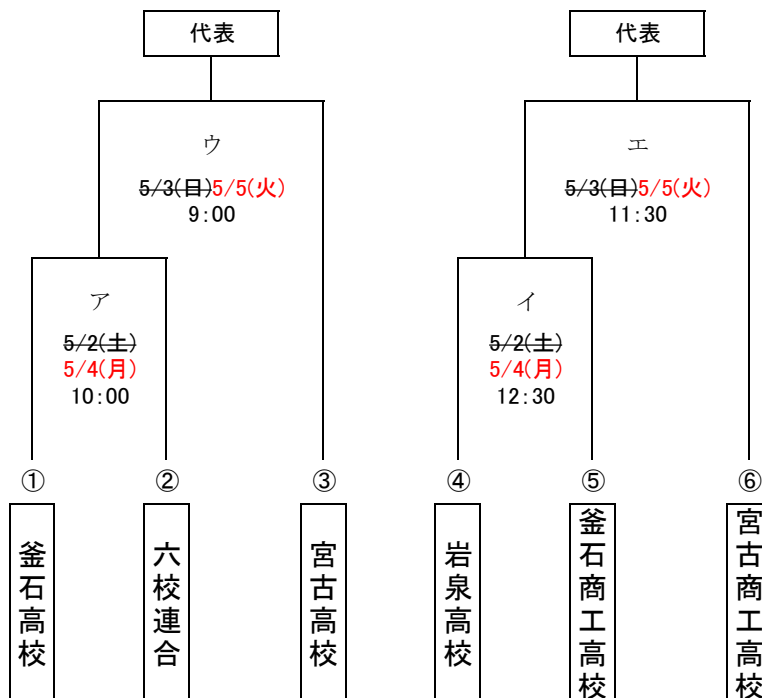 代表
代表
ウ
5/3(日)5/5(火)
9:00
エ
5/3(日)5/5(火)
11:30
ア
5/2(土)
5/4(月)
10:00
イ
5/2(土)
5/4(月)
12:30
①
②
③
④
⑤
⑥
釜石高校
六校連合
宮古高校
岩泉高校
釜石商工高校
宮古商工高校